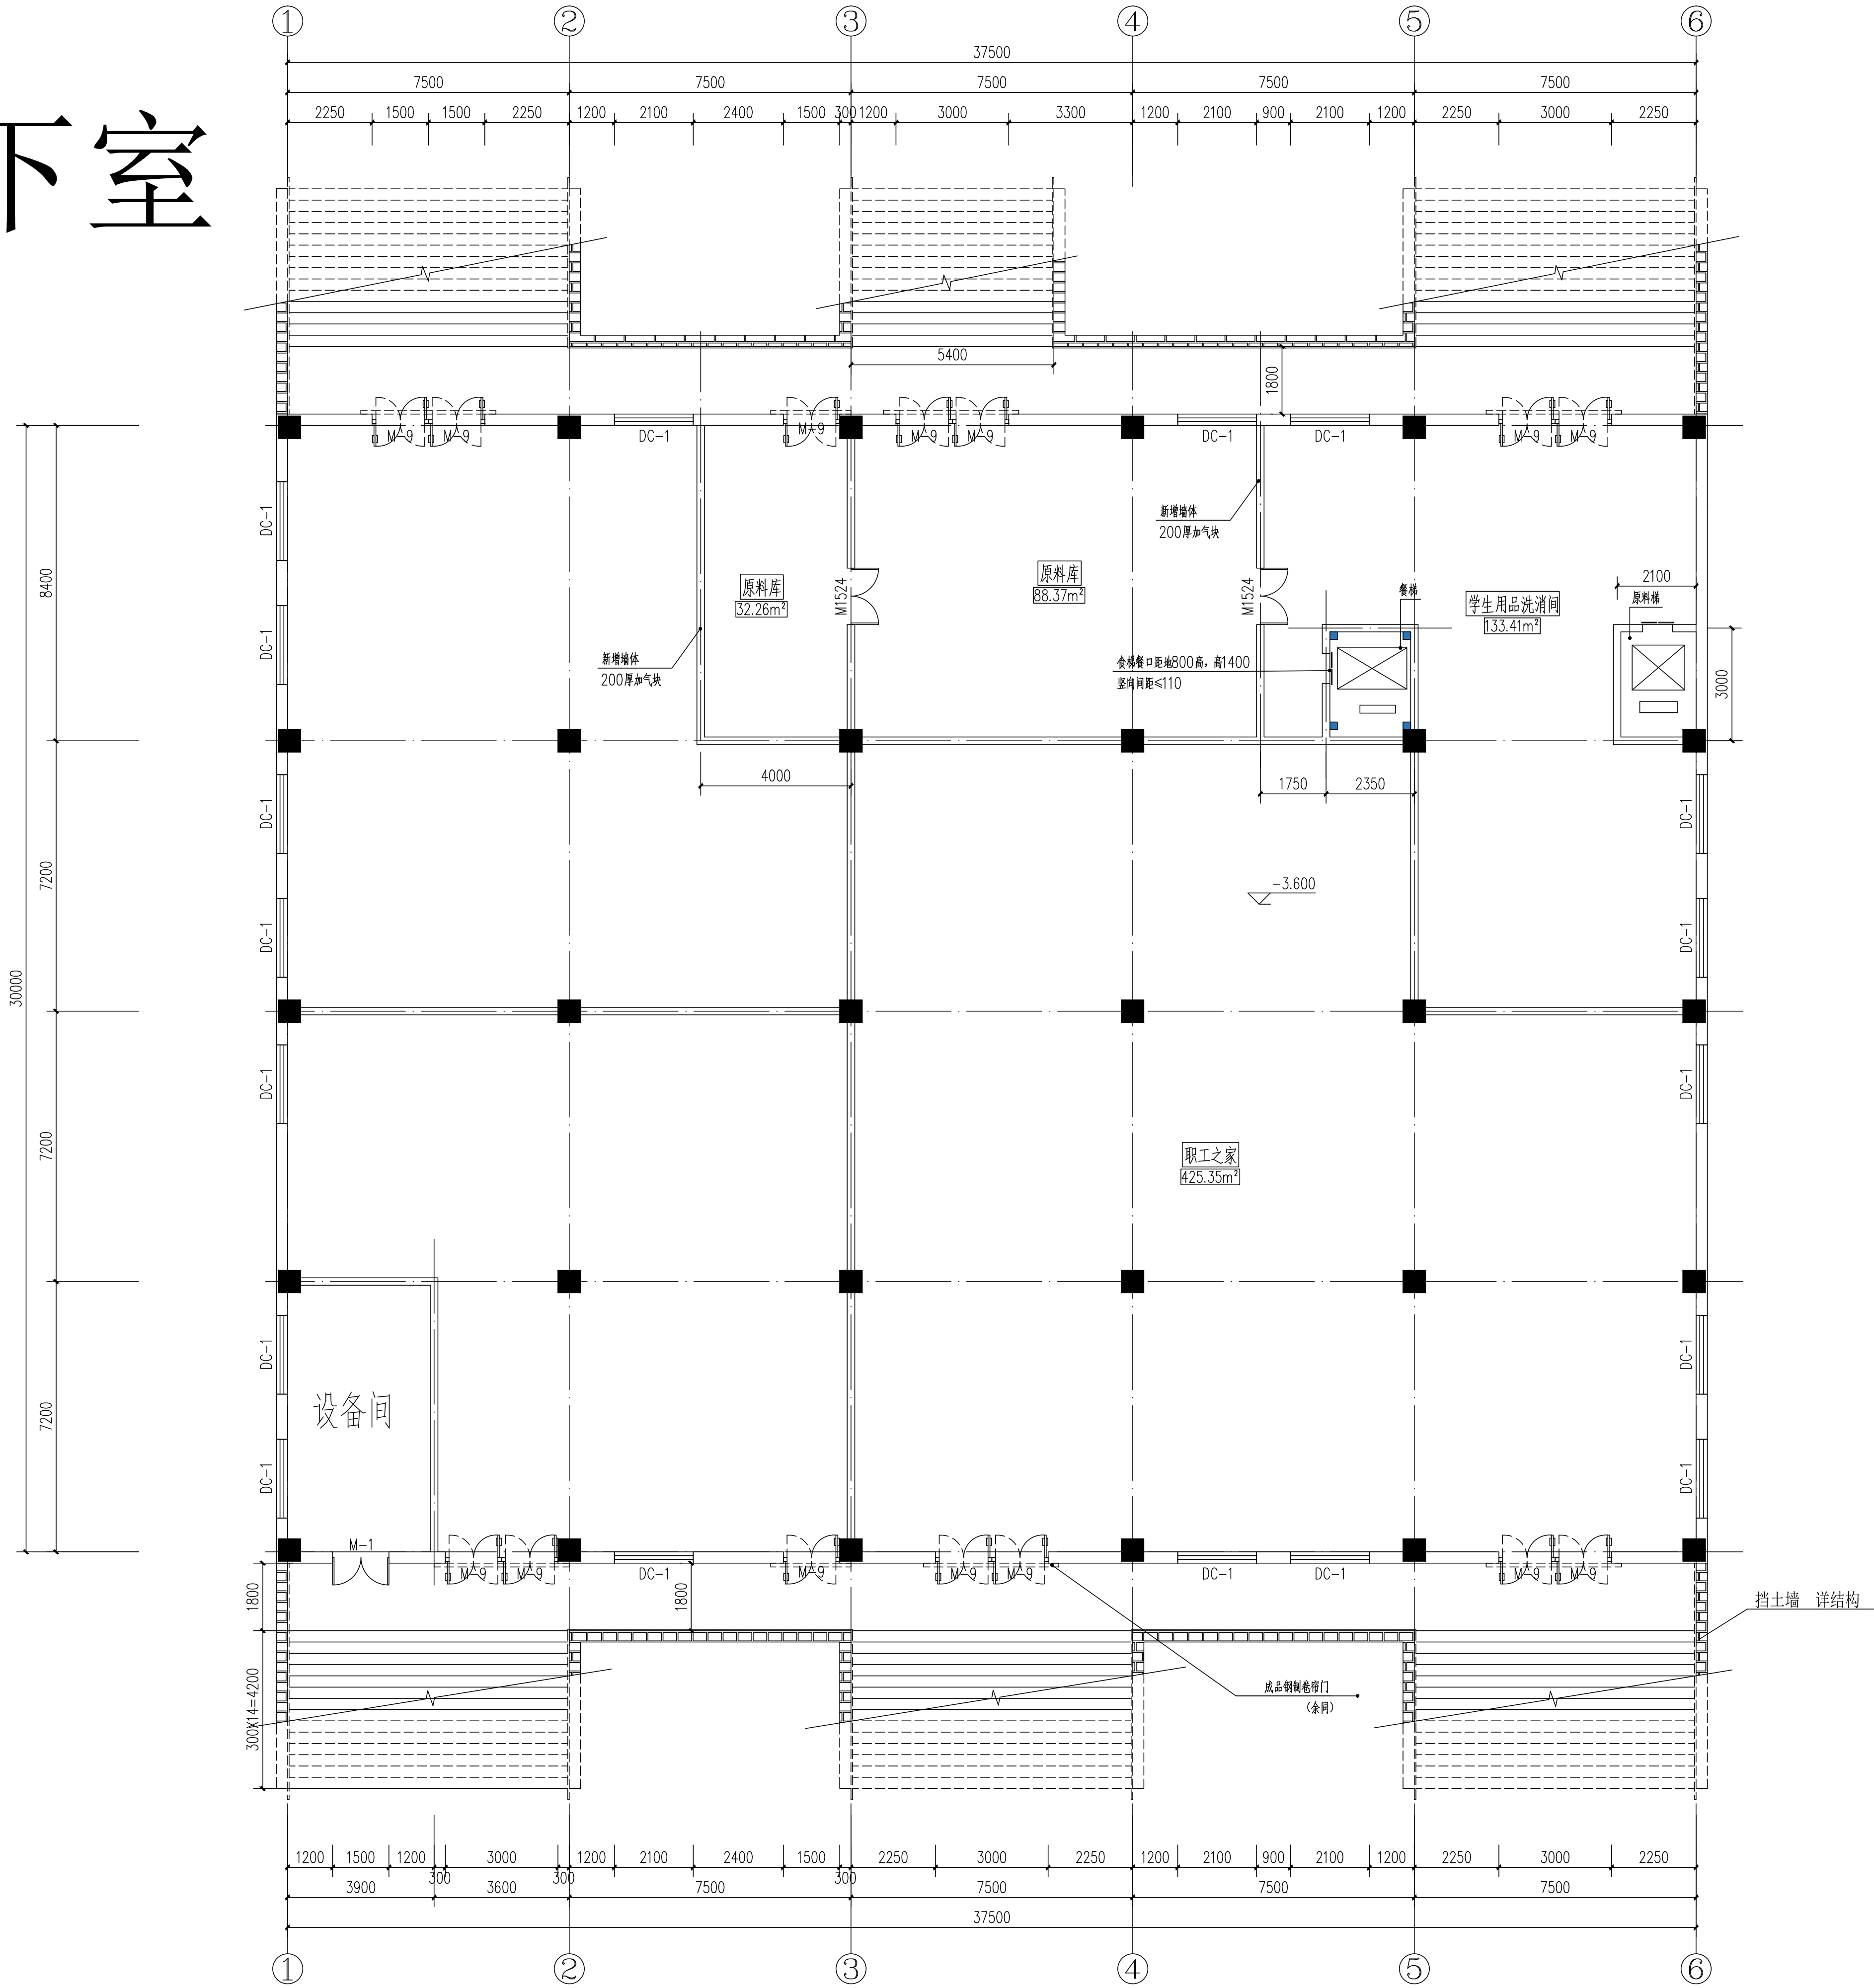 ① ② ③ ④ ⑤ ⑥
37500
7500 7500 7500 7500 7500
2250 1500 1500 2250 1200 2100 2400 1500 300 1200 3000 3300 1200 2100 900 2100 1200 2250 3000 2250
下室
5400
1800
M-9 M-9 DC-1 M-9 M-9 M-9 DC-1 DC-1 M-9 M-9
DC-1
新增墙体
200厚加气块
8400
原料库
32.26m²
M1524
原料库
88.37m²
M1524
餐梯
学生用品洗消间
133.41m²
2100
原料梯
DC-1
新增墙体
200厚加气块
食梯餐口距地800高，高1400
竖向间距≤110
3000
4000
1750 2350
DC-1 DC-1
7200
-3.600
DC-1 DC-1
30000
DC-1 DC-1
7200
职工之家
425.35m²
DC-1 DC-1
7200
设备间
DC-1 DC-1
M-1
M-9 M-9 DC-1 M-9 M-9 M-9 DC-1 DC-1 M-9 M-9
1800
1800
挡土墙 详结构
300X14=4200
成品钢制卷帘门
（余同）
1200 1500 1200 300 3000 300 1200 2100 2400 1500 300 2250 3000 2250 1200 2100 900 2100 1200 2250 3000 2250
3900 3600 7500 7500 7500 7500
37500
① ② ③ ④ ⑤ ⑥